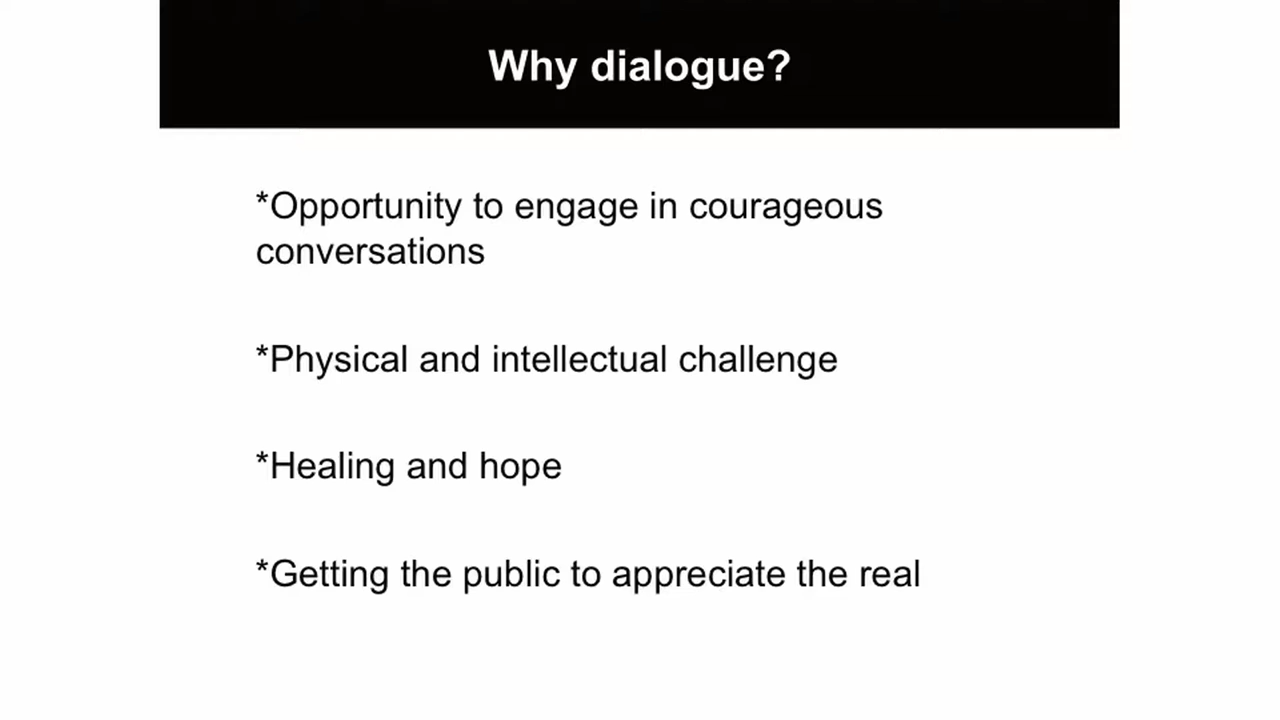 Why dialogue?
*Opportunity to engage in courageous
conversations
*Physical and intellectual challenge
*Healing and hope
*Getting the public to appreciate the real